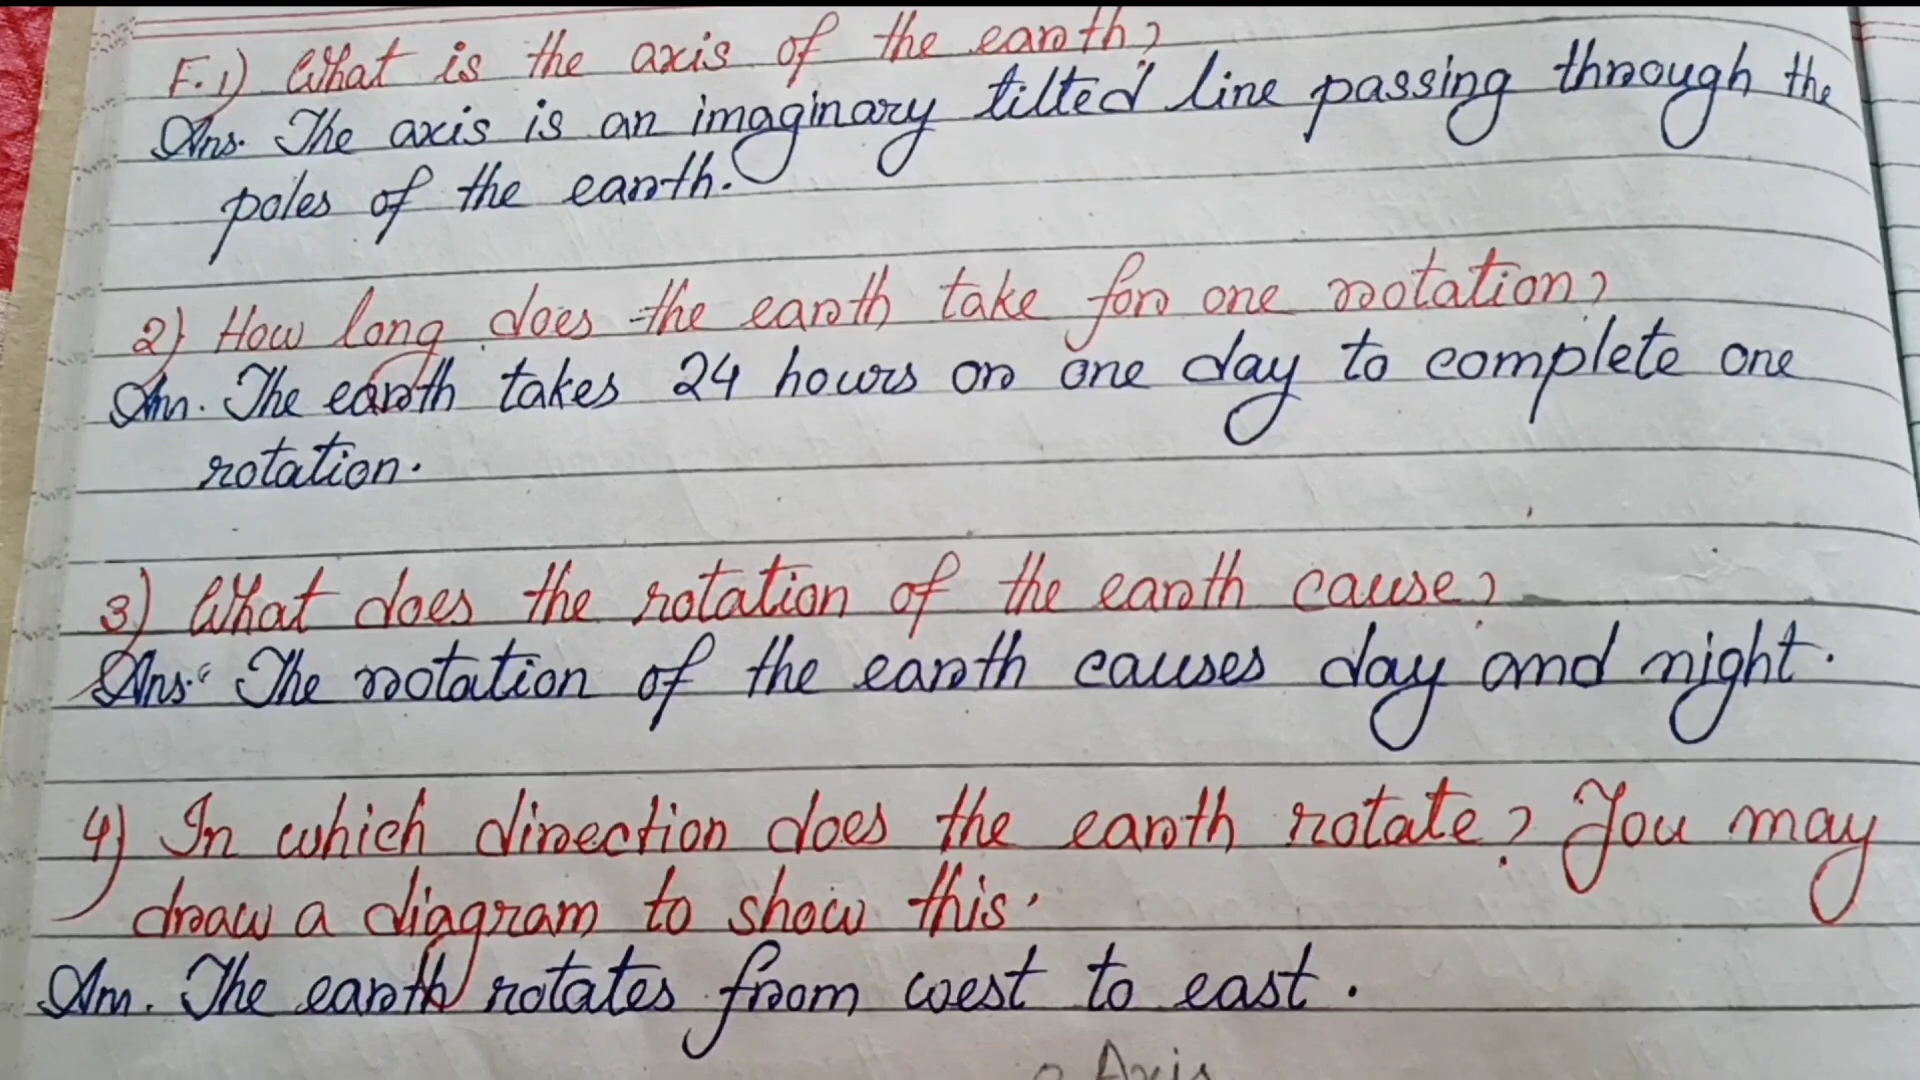 F.1) What is the axis of the earth?
Ans. The axis is an imaginary tilted line passing through the
poles of the earth.
2) How long does the earth take for one rotation?
Ans. The earth takes 24 hours or one day to complete one
rotation.
3) What does the rotation of the earth cause?
Ans. The rotation of the earth causes day and night.
4) In which direction does the earth rotate? You may
draw a diagram to show this.
Ans. The earth rotates from west to east.
Axis